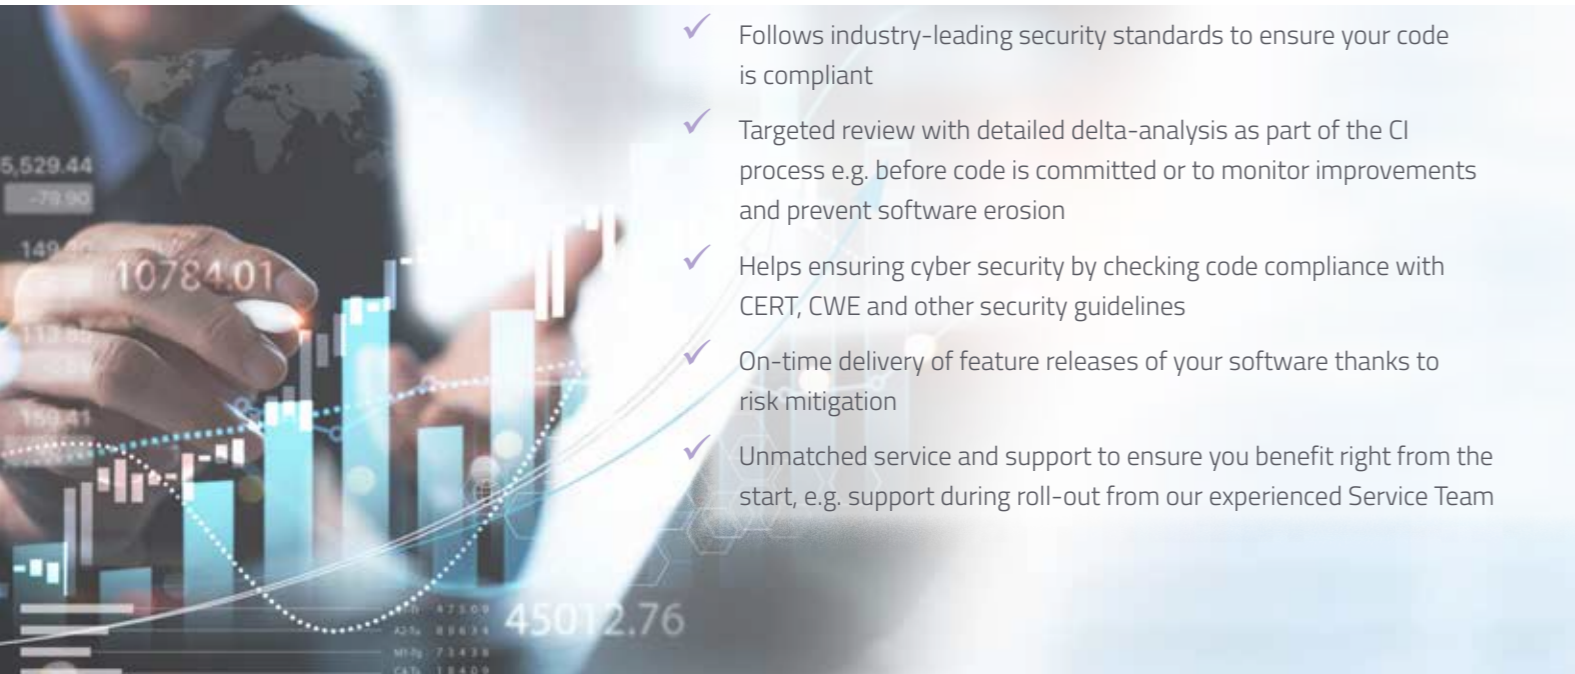 Follows industry-leading security standards to ensure your code
is compliant
Targeted review with detailed delta-analysis as part of the CI
process e.g. before code is committed or to monitor improvements
and prevent software erosion
Helps ensuring cyber security by checking code compliance with
CERT, CWE and other security guidelines
On-time delivery of feature releases of your software thanks to
risk mitigation
Unmatched service and support to ensure you benefit right from the
start, e.g. support during roll-out from our experienced Service Team
5,529.44
-78.90
10784.01
159.41
45012.76